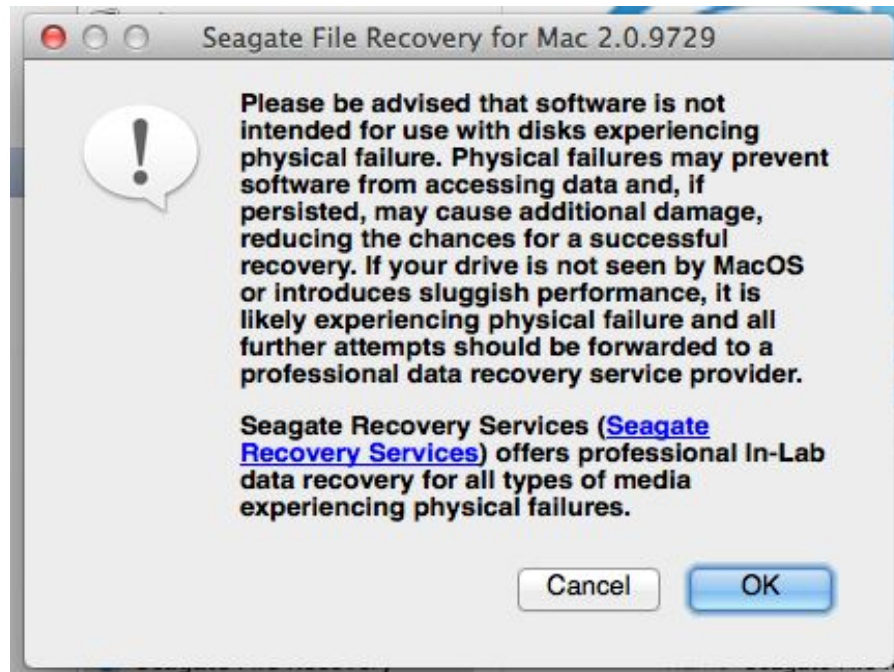 Seagate File Recovery for Mac 2.0.9729
Please be advised that software is not
intended for use with disks experiencing
physical failure. Physical failures may prevent
software from accessing data and, if
persisted, may cause additional damage,
reducing the chances for a successful
recovery. If your drive is not seen by MacOS
or introduces sluggish performance, it is
likely experiencing physical failure and all
further attempts should be forwarded to a
professional data recovery service provider.
Seagate Recovery Services (Seagate
Recovery Services) offers professional In-Lab
data recovery for all types of media
experiencing physical failures.
Cancel OK